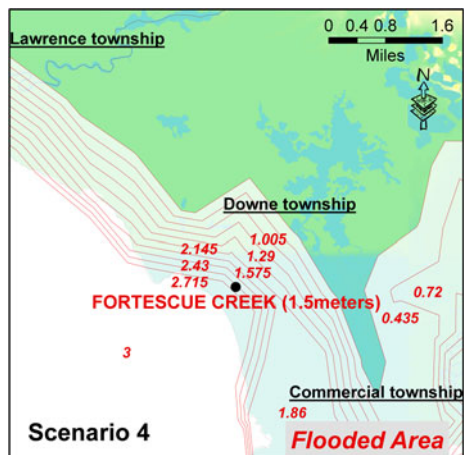 Lawrence township
0 0.4 0.8 1.6
Miles
N
Downe township
2.145 1.005
2.43 1.29
2.715 1.575
FORTESCUE CREEK (1.5meters)
0.72
0.435
3
Commercial township
1.86
Scenario 4
Flooded Area